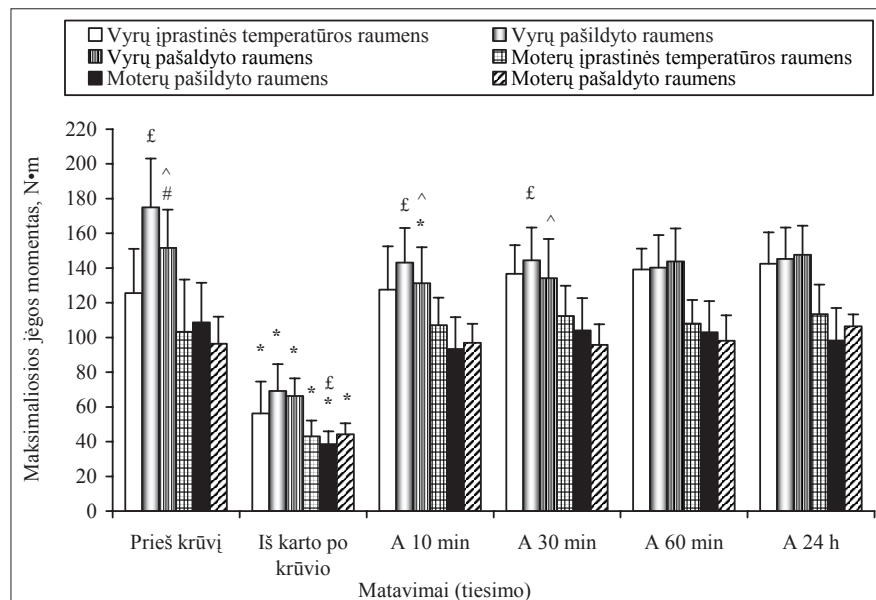 Vyrų įprastinės temperatūros raumens
Vyrų pašildyto raumens
Vyrų pašaldyto raumens
Moterų įprastinės temperatūros raumens
Moterų pašildyto raumens
Moterų pašaldyto raumens
Maksimaliosios jėgos momentas, N•m
220
200
180
160
140
120
100
80
60
40
20
0
£
^
#
* * * * £ * *
£
^
*
£
^
Prieš krūvį
Iš karto po
krūvio
A 10 min
A 30 min
A 60 min
A 24 h
Matavimai (tiesimo)